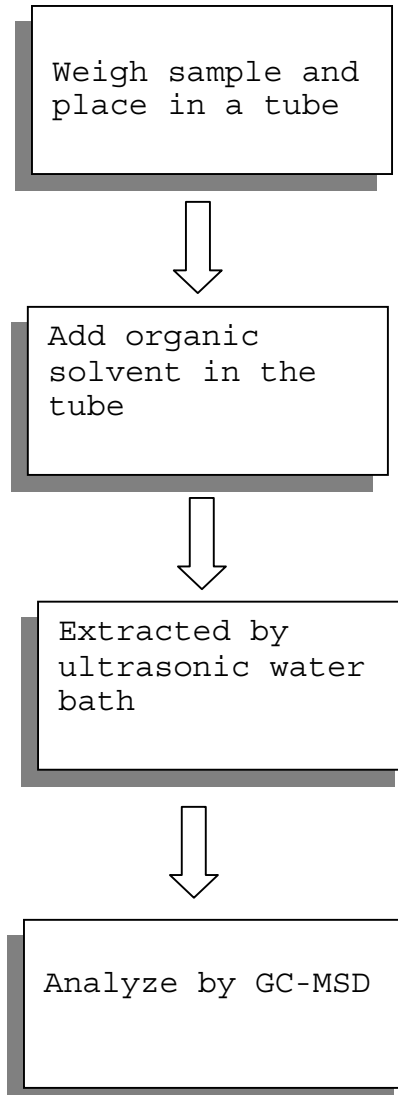 Weigh sample and
place in a tube
Add organic
solvent in the
tube
Extracted by
ultrasonic water
bath
Analyze by GC-MSD